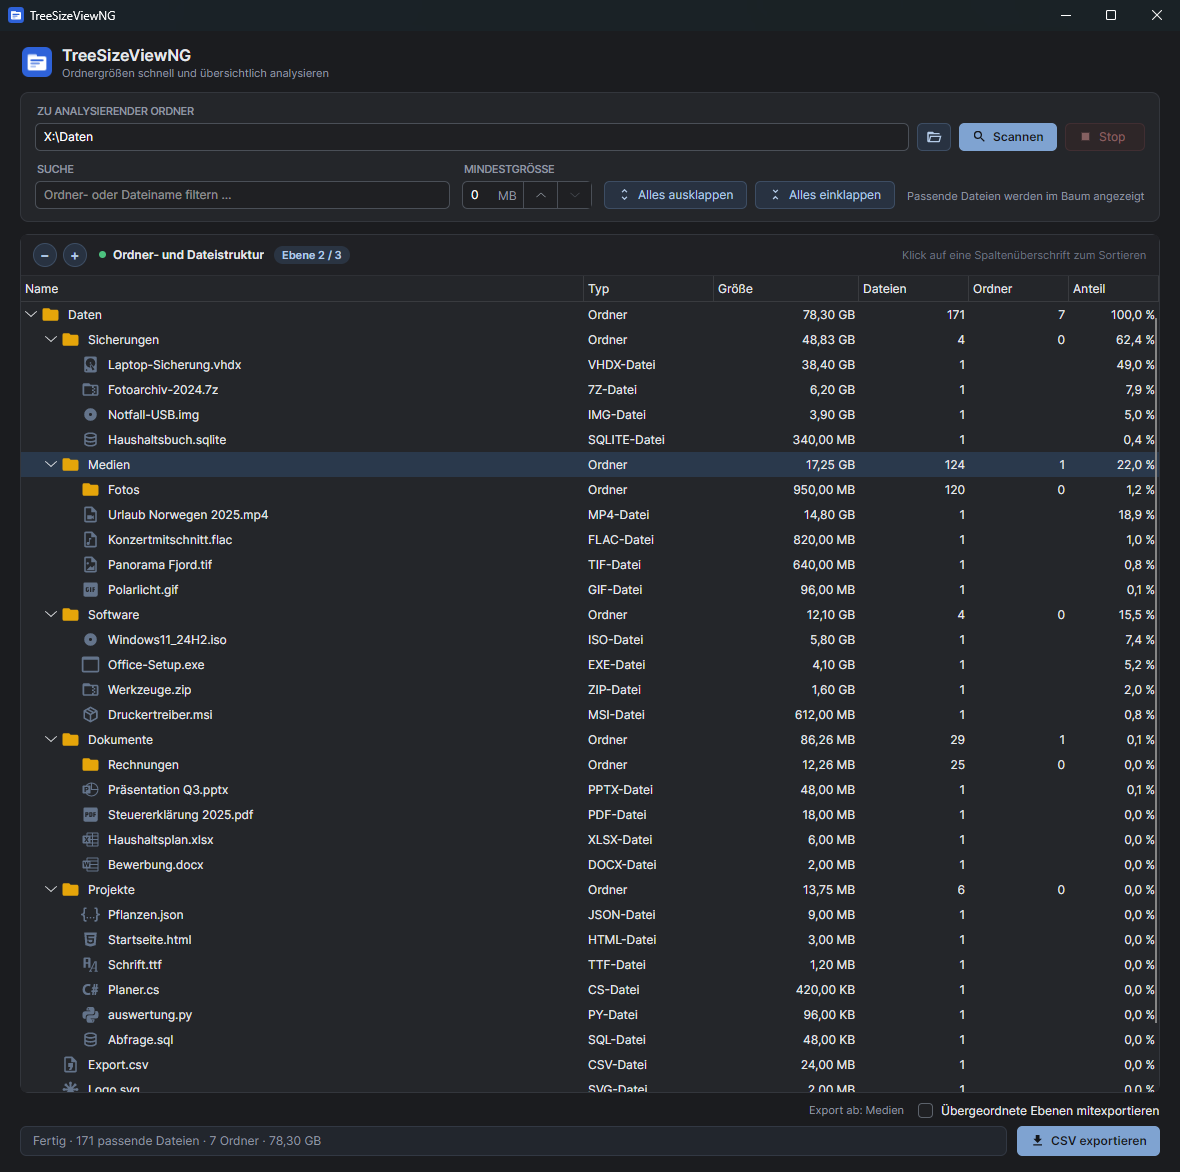 TreeSizeViewNG
TreeSizeViewNG
Ordnergrößen schnell und übersichtlich analysieren
ZU ANALYSIERENDER ORDNER
X:\Daten
Scannen
Stop
SUCHE
MINDESTGRÖSSE
Ordner- oder Dateiname filtern ...
0 MB
Alles ausklappen
Alles einklappen
Passende Dateien werden im Baum angezeigt
Ordner- und Dateistruktur
Ebene 2 / 3
Klick auf eine Spaltenüberschrift zum Sortieren
Name Typ Größe Dateien Ordner Anteil
Daten Ordner 78,30 GB 171 7 100,0 %
Sicherungen Ordner 48,83 GB 4 0 62,4 %
Laptop-Sicherung.vhdx VHDX-Datei 38,40 GB 1 49,0 %
Fotoarchiv-2024.7z 7Z-Datei 6,20 GB 1 7,9 %
Notfall-USB.img IMG-Datei 3,90 GB 1 5,0 %
Haushaltsbuch.sqlite SQLITE-Datei 340,00 MB 1 0,4 %
Medien Ordner 17,25 GB 124 1 22,0 %
Fotos Ordner 950,00 MB 120 0 1,2 %
Urlaub Norwegen 2025.mp4 MP4-Datei 14,80 GB 1 18,9 %
Konzertmitschnitt.flac FLAC-Datei 820,00 MB 1 1,0 %
Panorama Fjord.tif TIF-Datei 640,00 MB 1 0,8 %
GIF Polarlicht.gif GIF-Datei 96,00 MB 1 0,1 %
Software Ordner 12,10 GB 4 0 15,5 %
Windows11_24H2.iso ISO-Datei 5,80 GB 1 7,4 %
Office-Setup.exe EXE-Datei 4,10 GB 1 5,2 %
Werkzeuge.zip ZIP-Datei 1,60 GB 1 2,0 %
Druckertreiber.msi MSI-Datei 612,00 MB 1 0,8 %
Dokumente Ordner 86,26 MB 29 1 0,1 %
Rechnungen Ordner 12,26 MB 25 0 0,0 %
Präsentation Q3.pptx PPTX-Datei 48,00 MB 1 0,1 %
PDF Steuererklärung 2025.pdf PDF-Datei 18,00 MB 1 0,0 %
Haushaltsplan.xlsx XLSX-Datei 6,00 MB 1 0,0 %
Bewerbung.docx DOCX-Datei 2,00 MB 1 0,0 %
Projekte Ordner 13,75 MB 6 0 0,0 %
{...} Pflanzen.json JSON-Datei 9,00 MB 1 0,0 %
Startseite.html HTML-Datei 3,00 MB 1 0,0 %
Schrift.ttf TTF-Datei 1,20 MB 1 0,0 %
C# Planer.cs CS-Datei 420,00 KB 1 0,0 %
auswertung.py PY-Datei 96,00 KB 1 0,0 %
Abfrage.sql SQL-Datei 48,00 KB 1 0,0 %
Export.csv CSV-Datei 24,00 MB 1 0,0 %
Logo.svg SVG-Datei 2,00 MB 1 0,0 %
Export ab: Medien
Übergeordnete Ebenen mitexportieren
Fertig · 171 passende Dateien · 7 Ordner · 78,30 GB
CSV exportieren